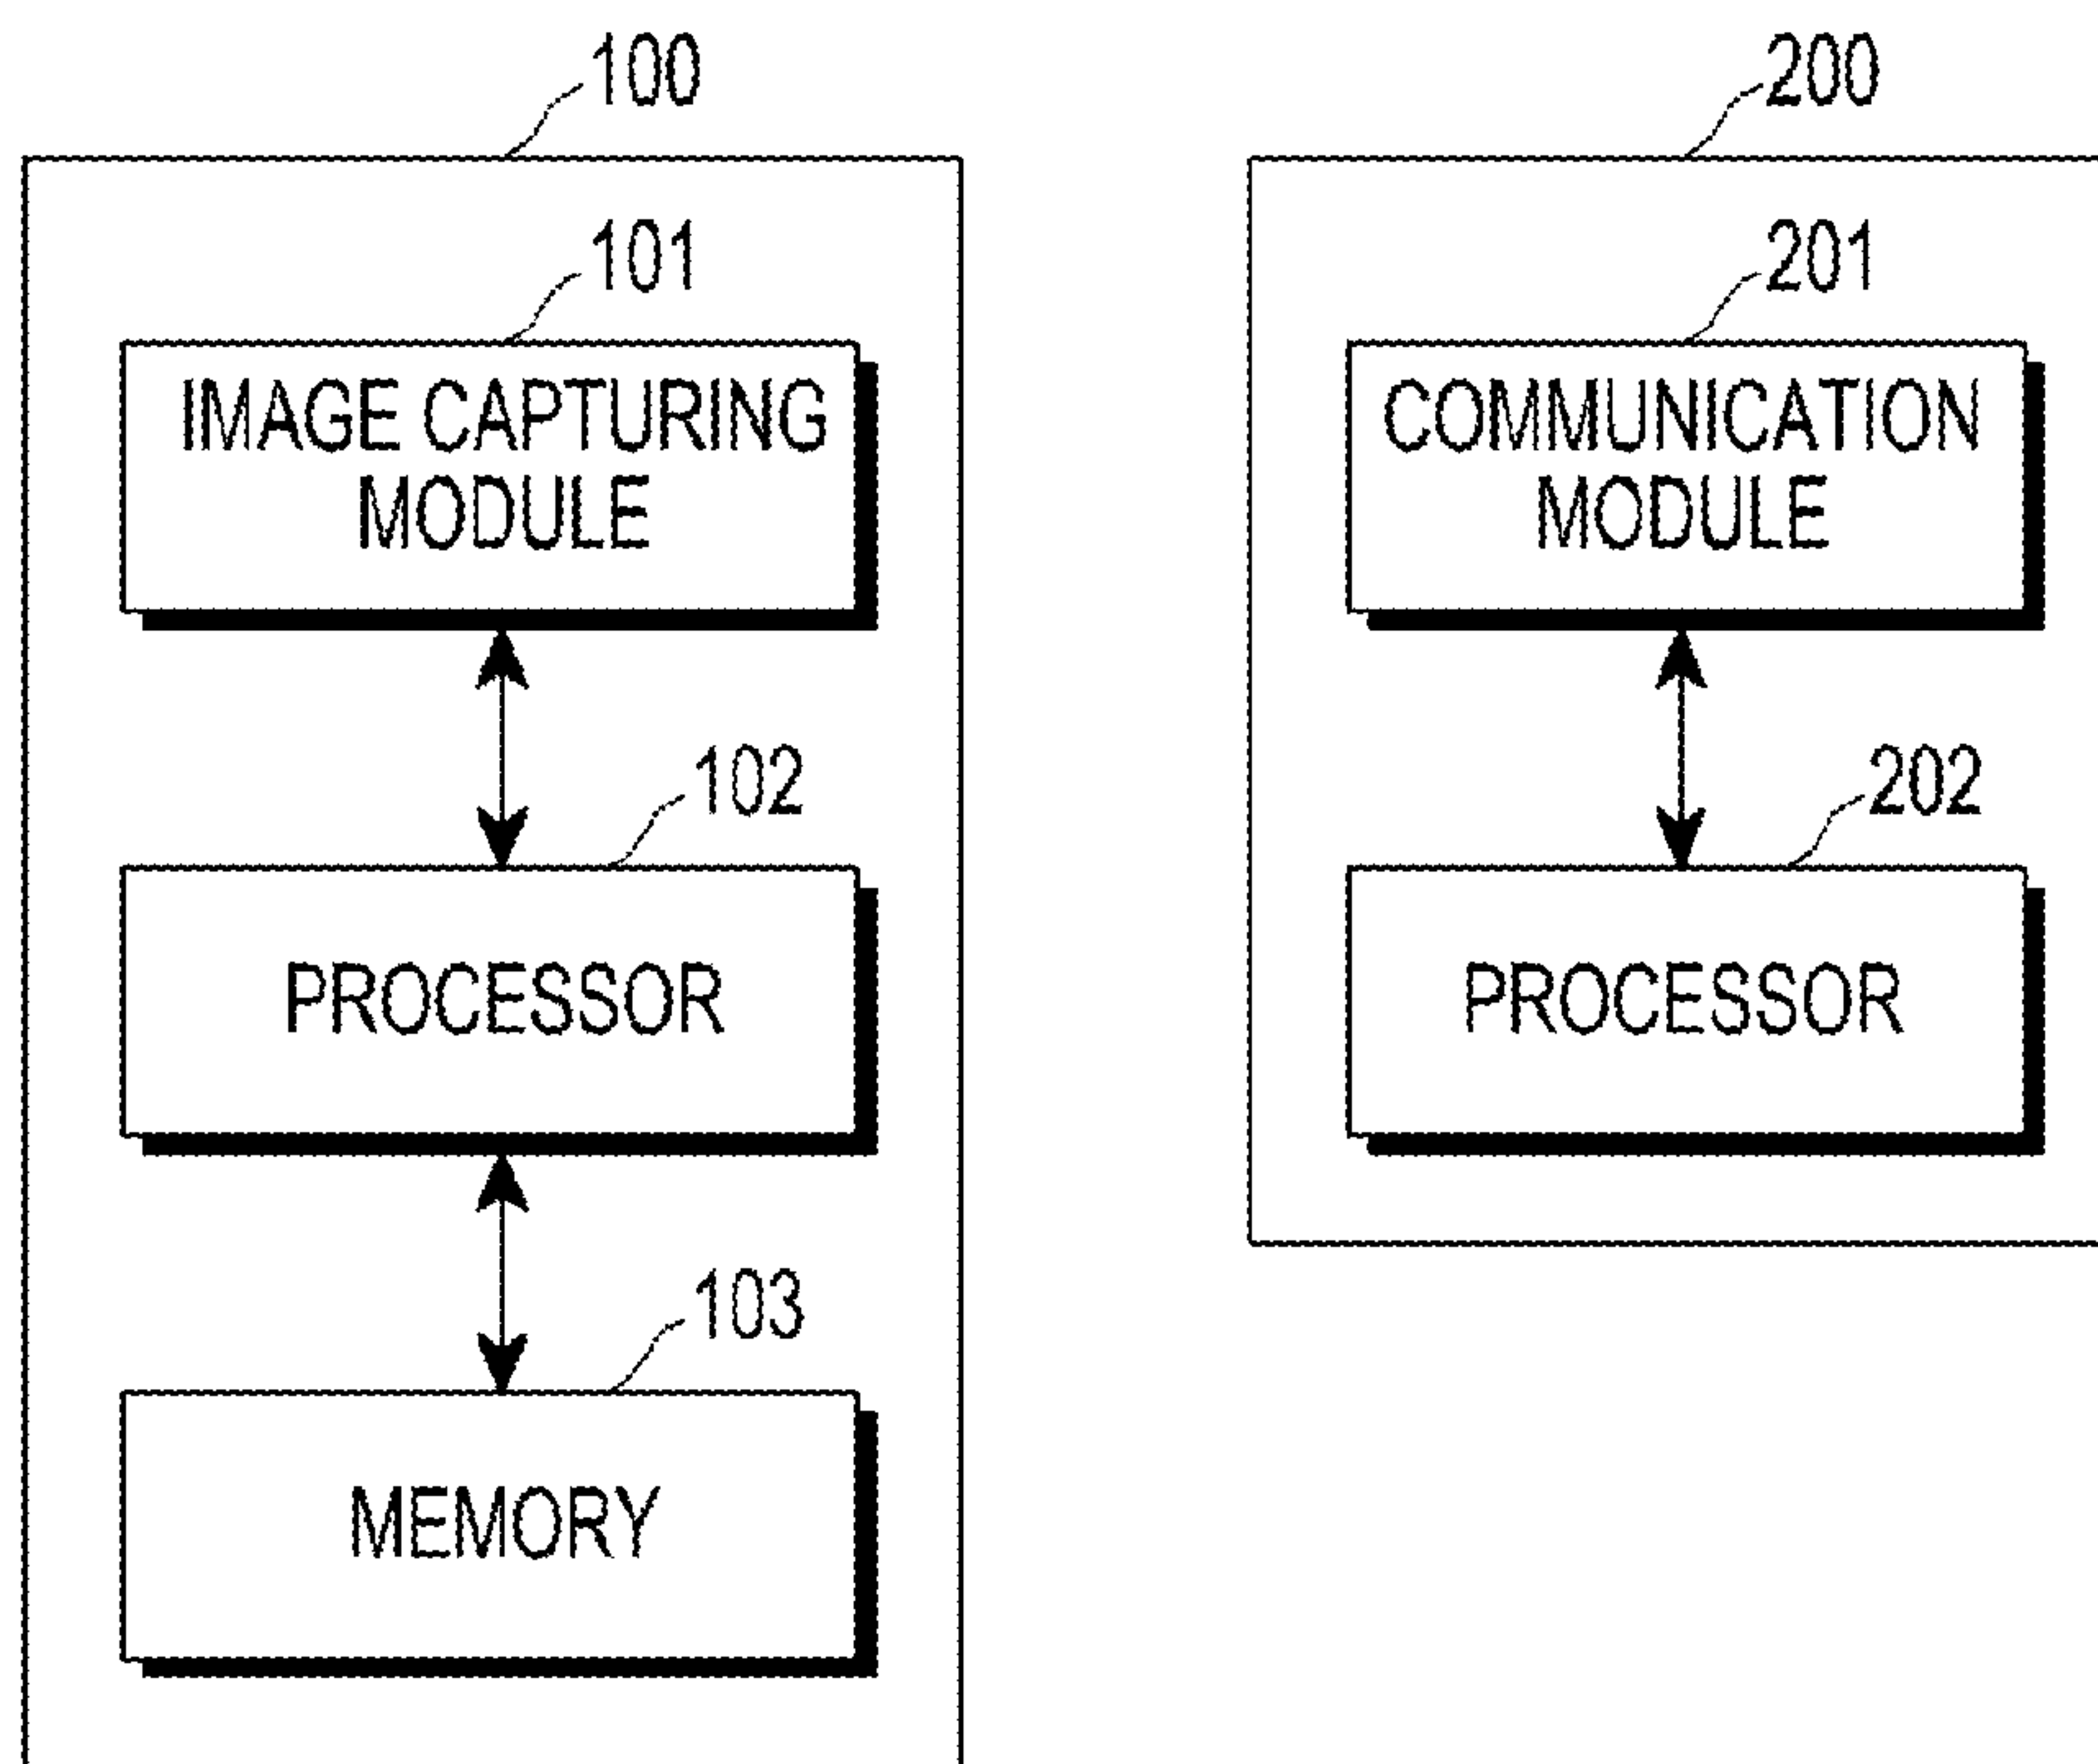 100
101
IMAGE CAPTURING
MODULE
102
PROCESSOR
103
MEMORY
200
201
COMMUNICATION
MODULE
202
PROCESSOR